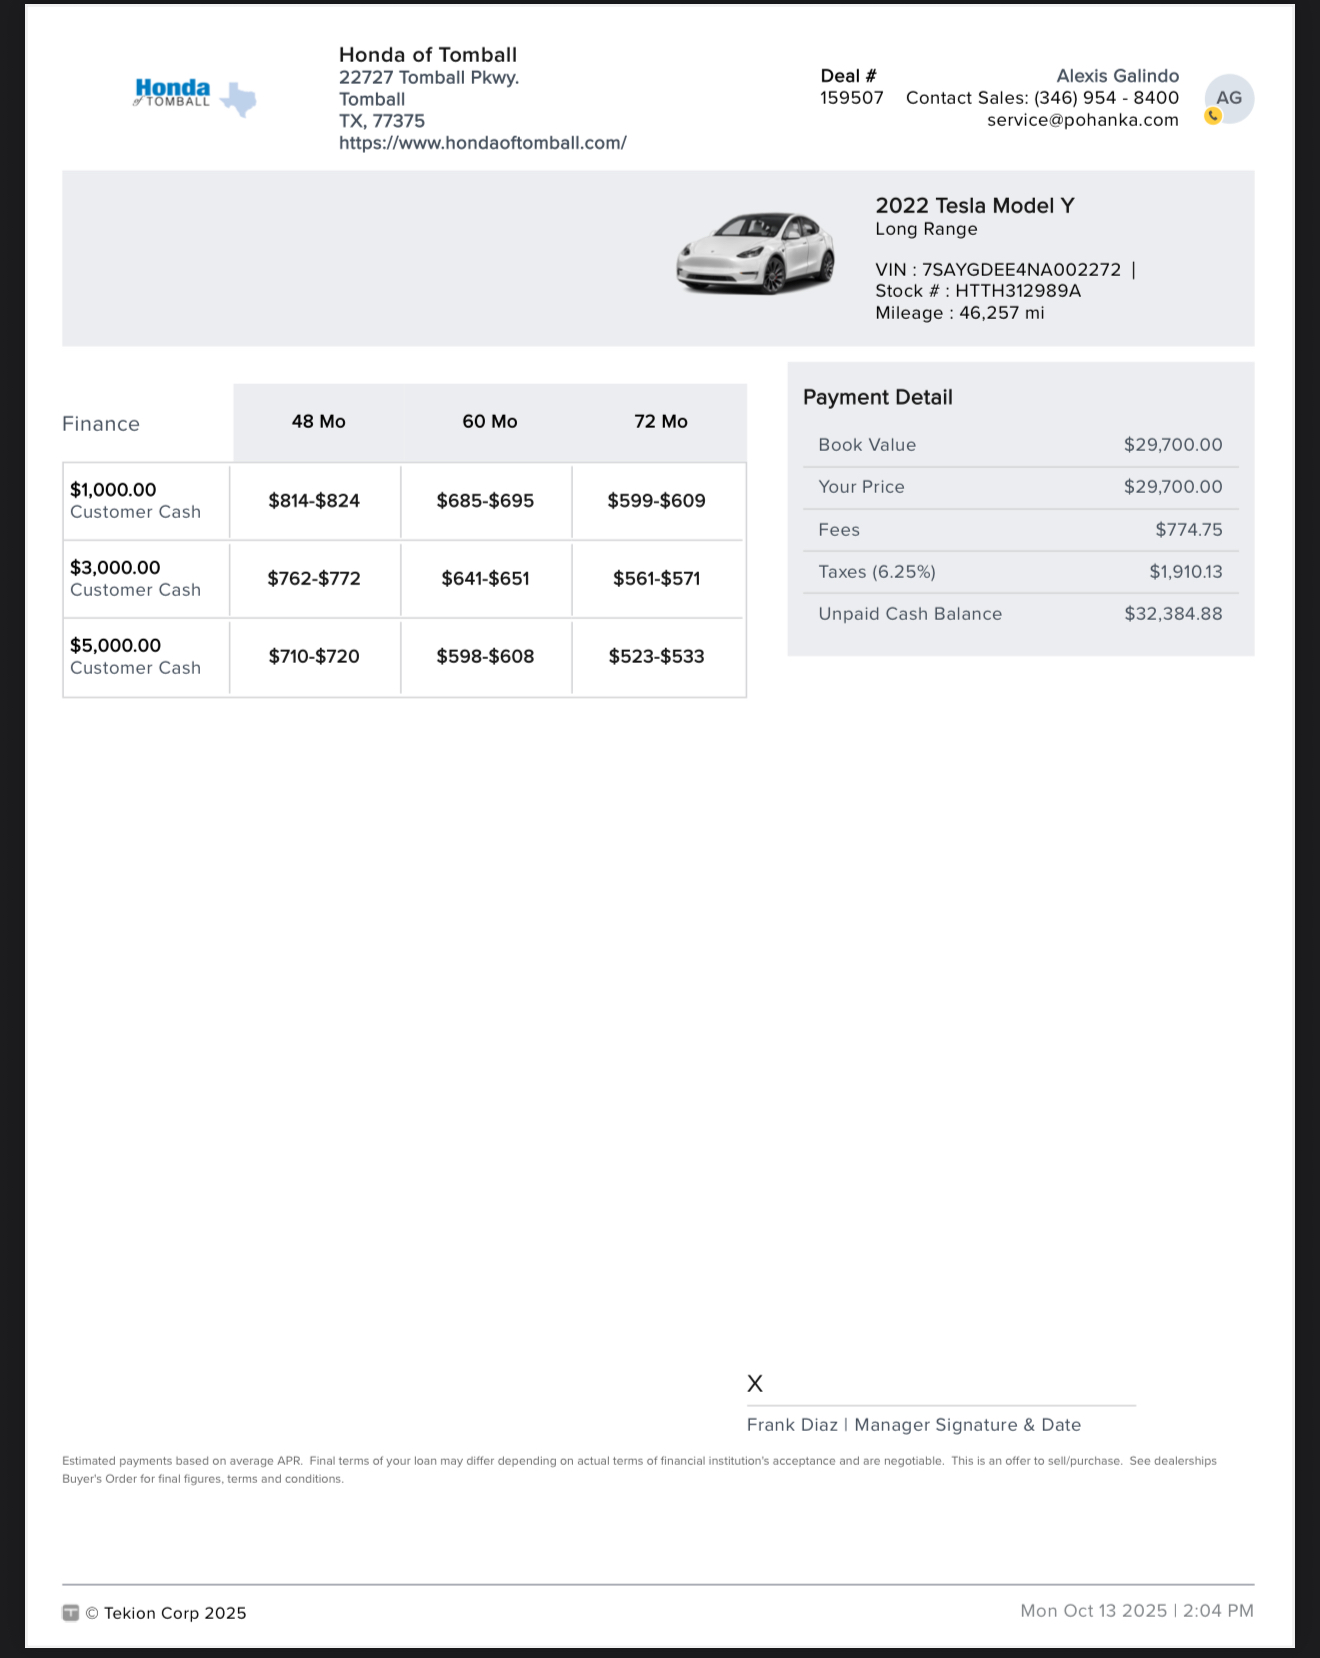 Honda
of TOMBALL
Honda of Tomball
22727 Tomball Pkwy.
Tomball
TX, 77375
https://www.hondaoftomball.com/
Deal #
159507
Alexis Galindo
Contact Sales: (346) 954 - 8400
service@pohanka.com
AG
2022 Tesla Model Y
Long Range
VIN : 7SAYGDEE4NA002272 |
Stock # : HTTH312989A
Mileage : 46,257 mi
Finance 48 Mo 60 Mo 72 Mo
$1,000.00
Customer Cash
$814-$824 $685-$695 $599-$609
$3,000.00
Customer Cash
$762-$772 $641-$651 $561-$571
$5,000.00
Customer Cash
$710-$720 $598-$608 $523-$533
Payment Detail
Book Value $29,700.00
Your Price $29,700.00
Fees $774.75
Taxes (6.25%) $1,910.13
Unpaid Cash Balance $32,384.88
X
Frank Diaz | Manager Signature & Date
Estimated payments based on average APR. Final terms of your loan may differ depending on actual terms of financial institution's acceptance and are negotiable. This is an offer to sell/purchase. See dealerships
Buyer's Order for final figures, terms and conditions.
© Tekion Corp 2025
Mon Oct 13 2025 | 2:04 PM